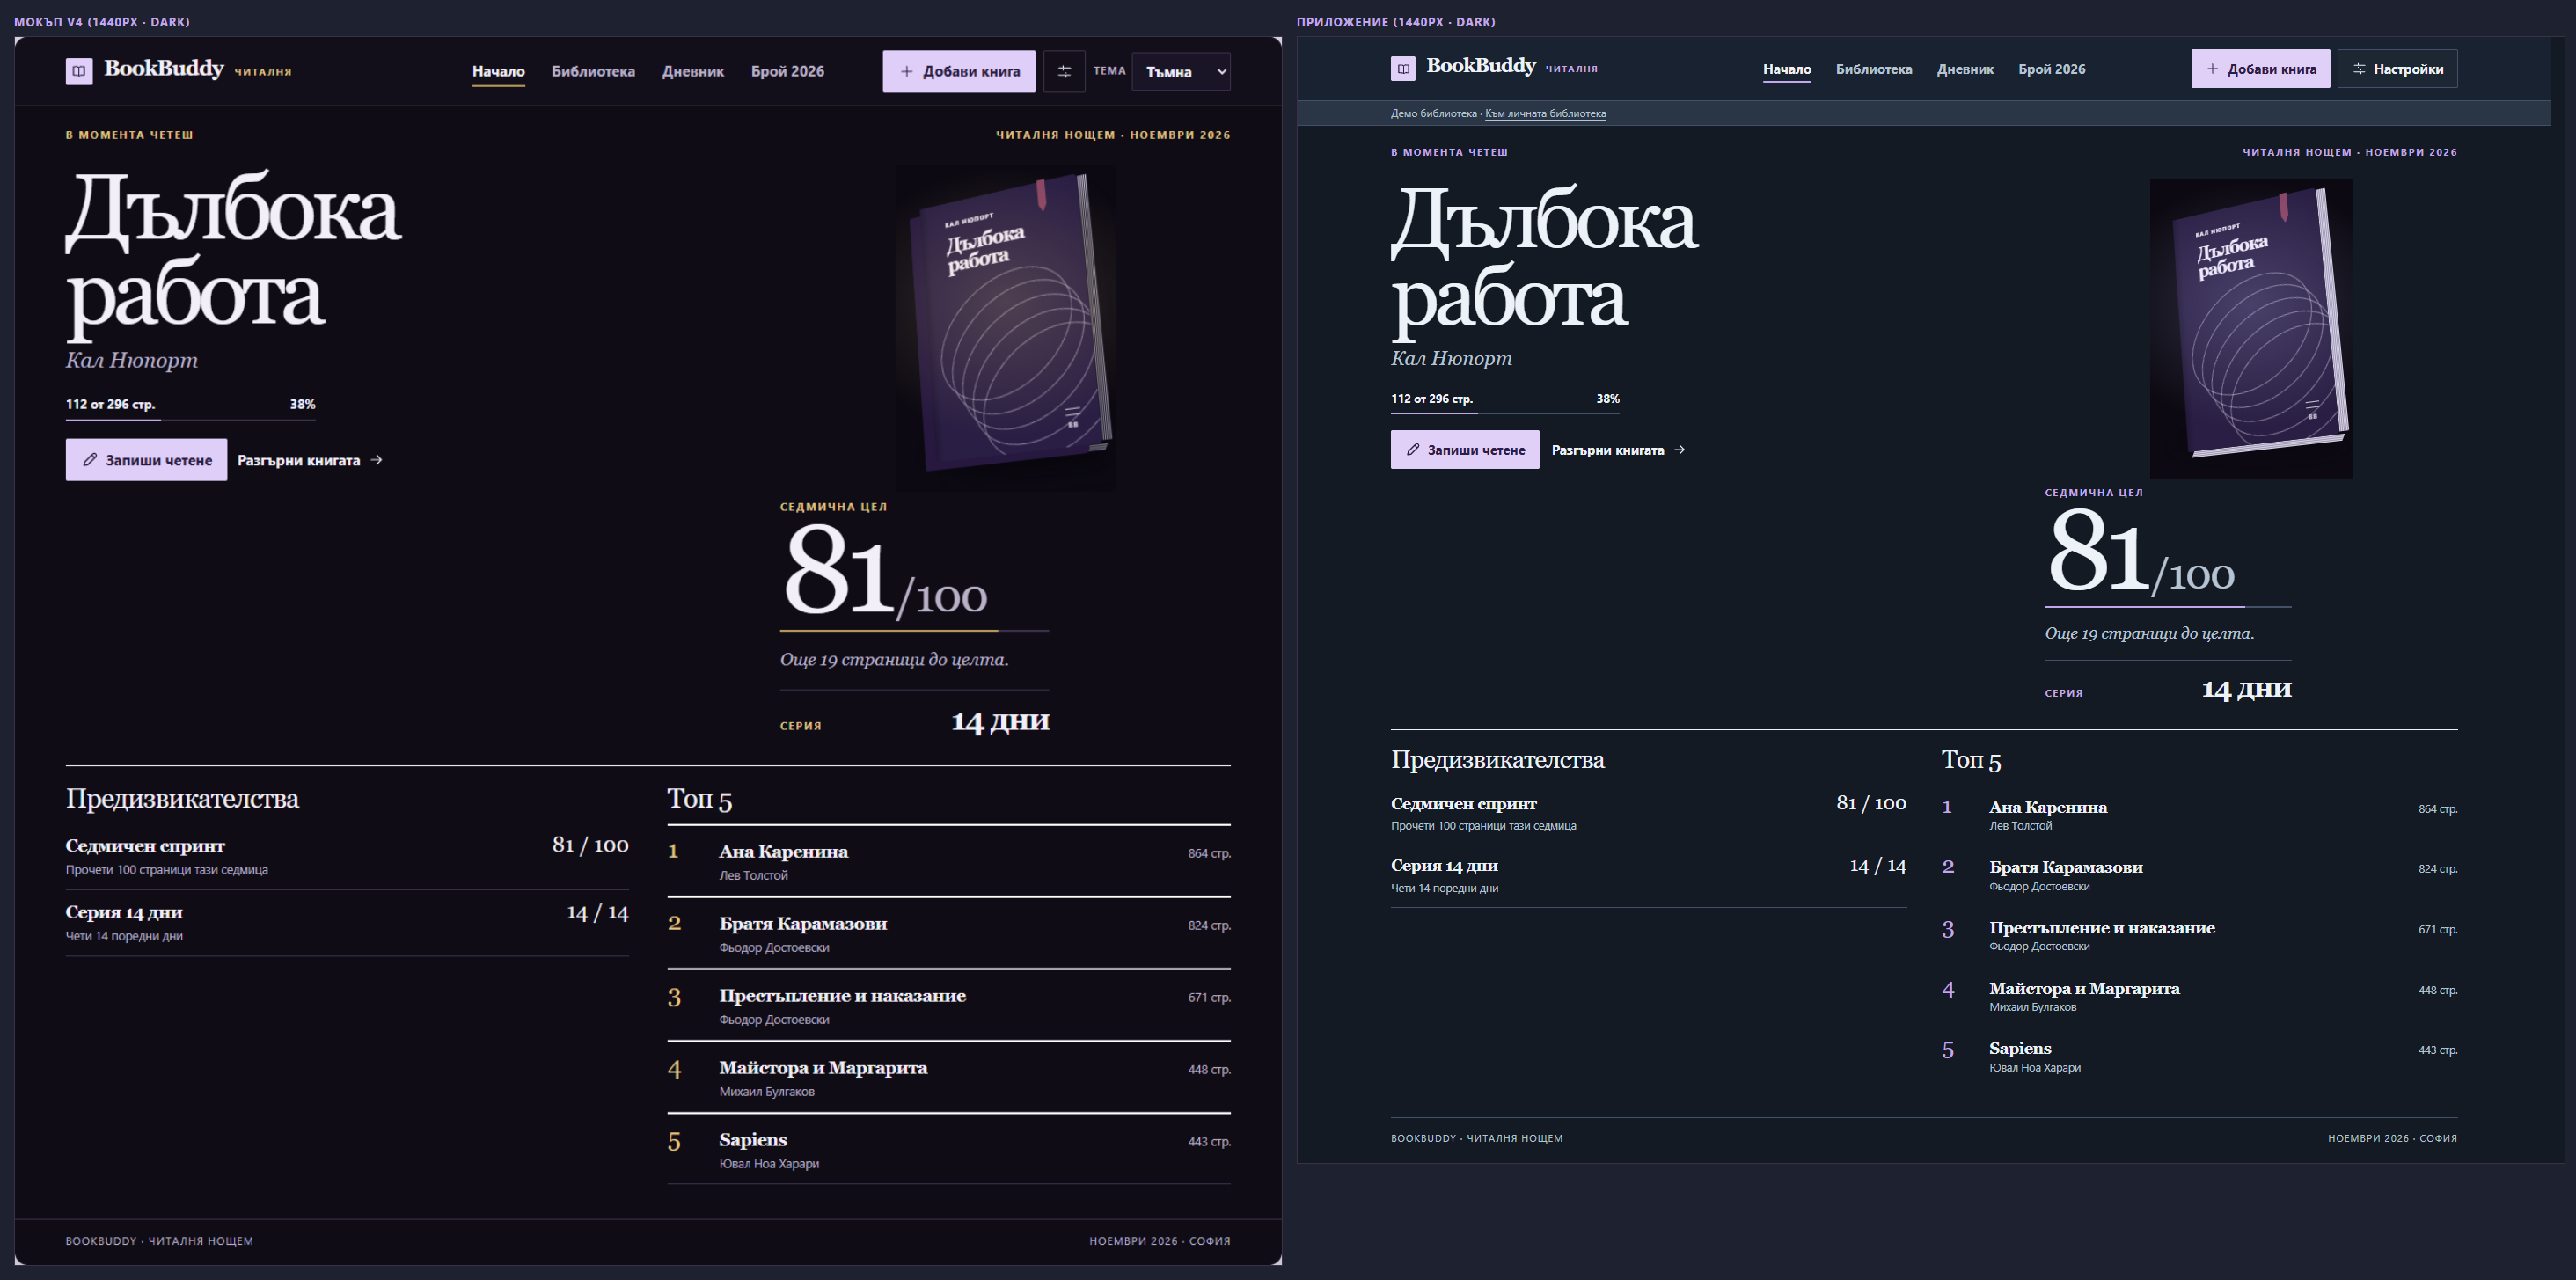 МОКЪП V4 (1440PX · DARK)
BookBuddy ЧИТАЛНЯ
Начало Библиотека Дневник Брой 2026
Добави книга
ТЕМА Тъмна
В МОМЕНТА ЧЕТЕШ
ЧИТАЛНЯ НОЩЕМ · НОЕМВРИ 2026
Дълбока
работа
Кал Нюпорт
112 от 296 стр. 38%
Запиши четене Разгърни книгата →
КАЛ НЮПОРТ
Дълбока
работа
СЕДМИЧНА ЦЕЛ
81/100
Още 19 страници до целта.
СЕРИЯ 14 дни
Предизвикателства
Седмичен спринт 81 / 100
Прочети 100 страници тази седмица
Серия 14 дни 14 / 14
Чети 14 поредни дни
Топ 5
1 Ана Каренина 864 стр.
Лев Толстой
2 Братя Карамазови 824 стр.
Фьодор Достоевски
3 Престъпление и наказание 671 стр.
Фьодор Достоевски
4 Майстора и Маргарита 448 стр.
Михаил Булгаков
5 Sapiens 443 стр.
Ювал Ноа Харари
BOOKBUDDY · ЧИТАЛНЯ НОЩЕМ
НОЕМВРИ 2026 · СОФИЯ
ПРИЛОЖЕНИЕ (1440PX · DARK)
BookBuddy ЧИТАЛНЯ
Начало Библиотека Дневник Брой 2026
Добави книга
Настройки
Демо библиотека · Към личната библиотека
В МОМЕНТА ЧЕТЕШ
ЧИТАЛНЯ НОЩЕМ · НОЕМВРИ 2026
Дълбока
работа
Кал Нюпорт
112 от 296 стр. 38%
Запиши четене Разгърни книгата →
КАЛ НЮПОРТ
Дълбока
работа
СЕДМИЧНА ЦЕЛ
81/100
Още 19 страници до целта.
СЕРИЯ 14 дни
Предизвикателства
Седмичен спринт 81 / 100
Прочети 100 страници тази седмица
Серия 14 дни 14 / 14
Чети 14 поредни дни
Топ 5
1 Ана Каренина 864 стр.
Лев Толстой
2 Братя Карамазови 824 стр.
Фьодор Достоевски
3 Престъпление и наказание 671 стр.
Фьодор Достоевски
4 Майстора и Маргарита 448 стр.
Михаил Булгаков
5 Sapiens 443 стр.
Ювал Ноа Харари
BOOKBUDDY · ЧИТАЛНЯ НОЩЕМ
НОЕМВРИ 2026 · СОФИЯ